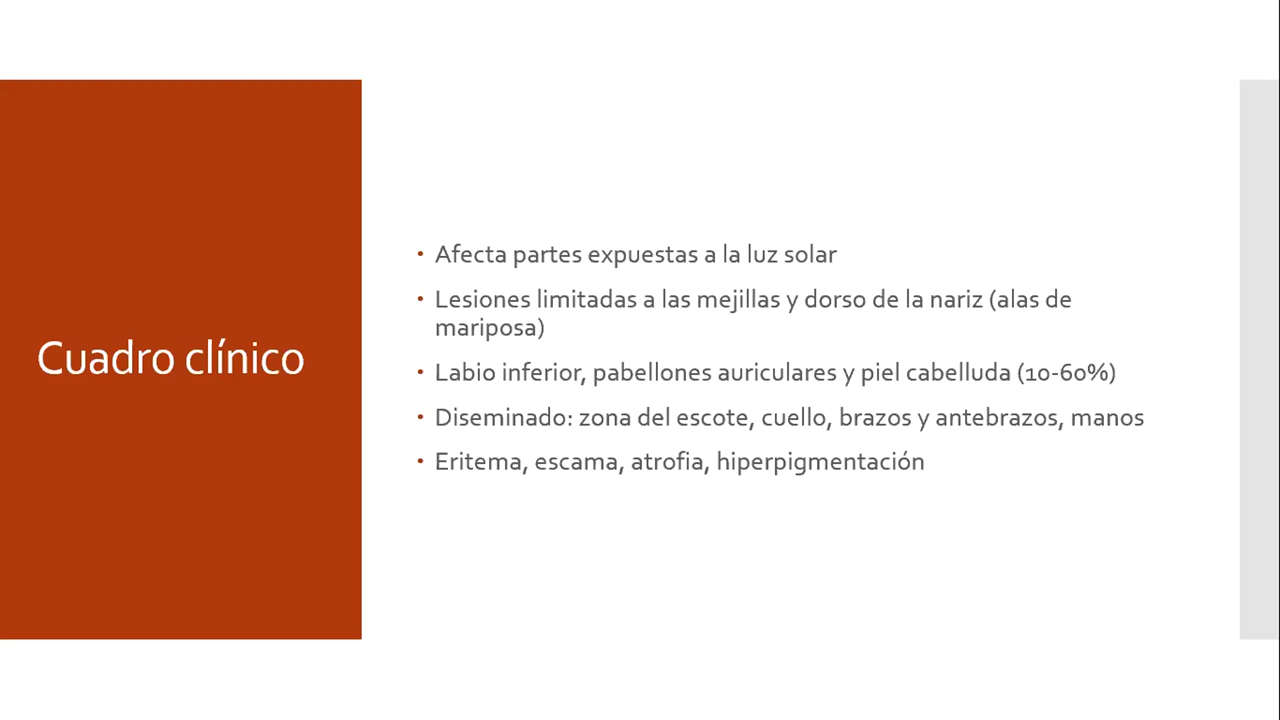 Cuadro clínico
• Afecta partes expuestas a la luz solar
• Lesiones limitadas a las mejillas y dorso de la nariz (alas de
mariposa)
• Labio inferior, pabellones auriculares y piel cabelluda (10-60%)
• Diseminado: zona del escote, cuello, brazos y antebrazos, manos
• Eritema, escama, atrofia, hiperpigmentación